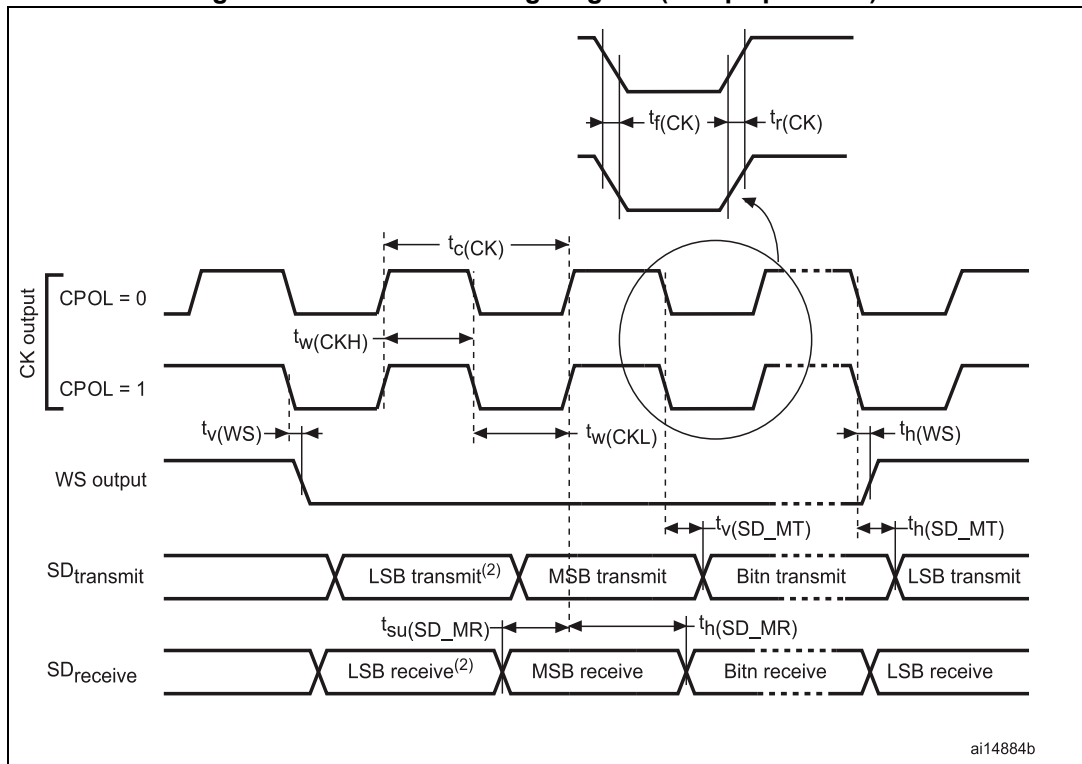 tf(CK)
tr(CK)
tc(CK)
CK output
CPOL = 0
tw(CKH)
CPOL = 1
tv(WS)
tw(CKL)
th(WS)
WS output
tv(SD_MT)
th(SD_MT)
SDtransmit
LSB transmit(2)
MSB transmit
Bitn transmit
LSB transmit
tsu(SD_MR)
th(SD_MR)
SDreceive
LSB receive(2)
MSB receive
Bitn receive
LSB receive
ai14884b